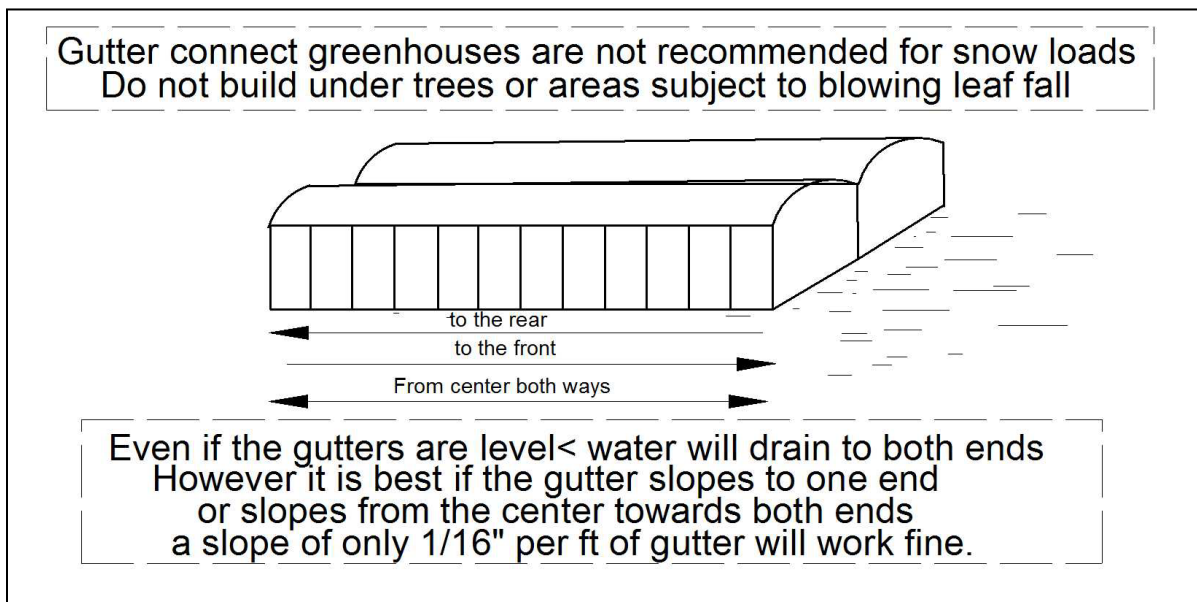 Gutter connect greenhouses are not recommended for snow loads
Do not build under trees or areas subject to blowing leaf fall
to the rear
to the front
From center both ways
Even if the gutters are level< water will drain to both ends
However it is best if the gutter slopes to one end
or slopes from the center towards both ends
a slope of only 1/16" per ft of gutter will work fine.